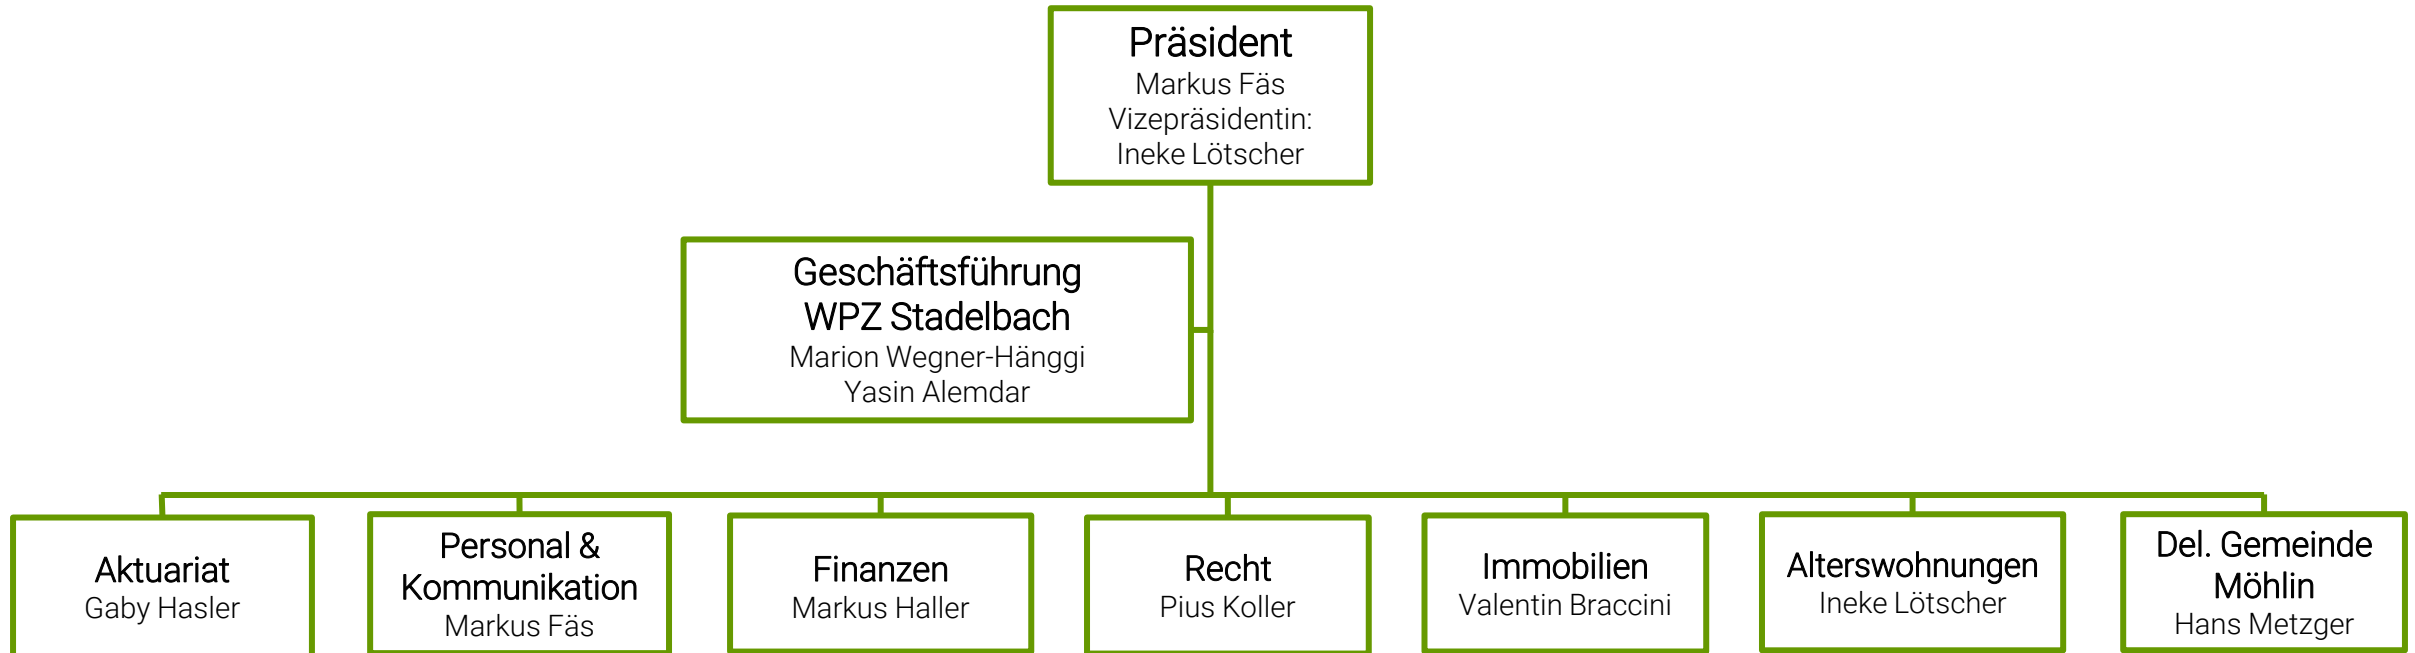 Präsident
Markus Fäs
Vizepräsidentin:
Ineke Lötscher
Geschäftsführung
WPZ Stadelbach
Marion Wegner-Hänggi
Yasin Alemdar
Aktuariat
Gaby Hasler
Personal &
Kommunikation
Markus Fäs
Finanzen
Markus Haller
Recht
Pius Koller
Immobilien
Valentin Braccini
Alterswohnungen
Ineke Lötscher
Del. Gemeinde
Möhlin
Hans Metzger